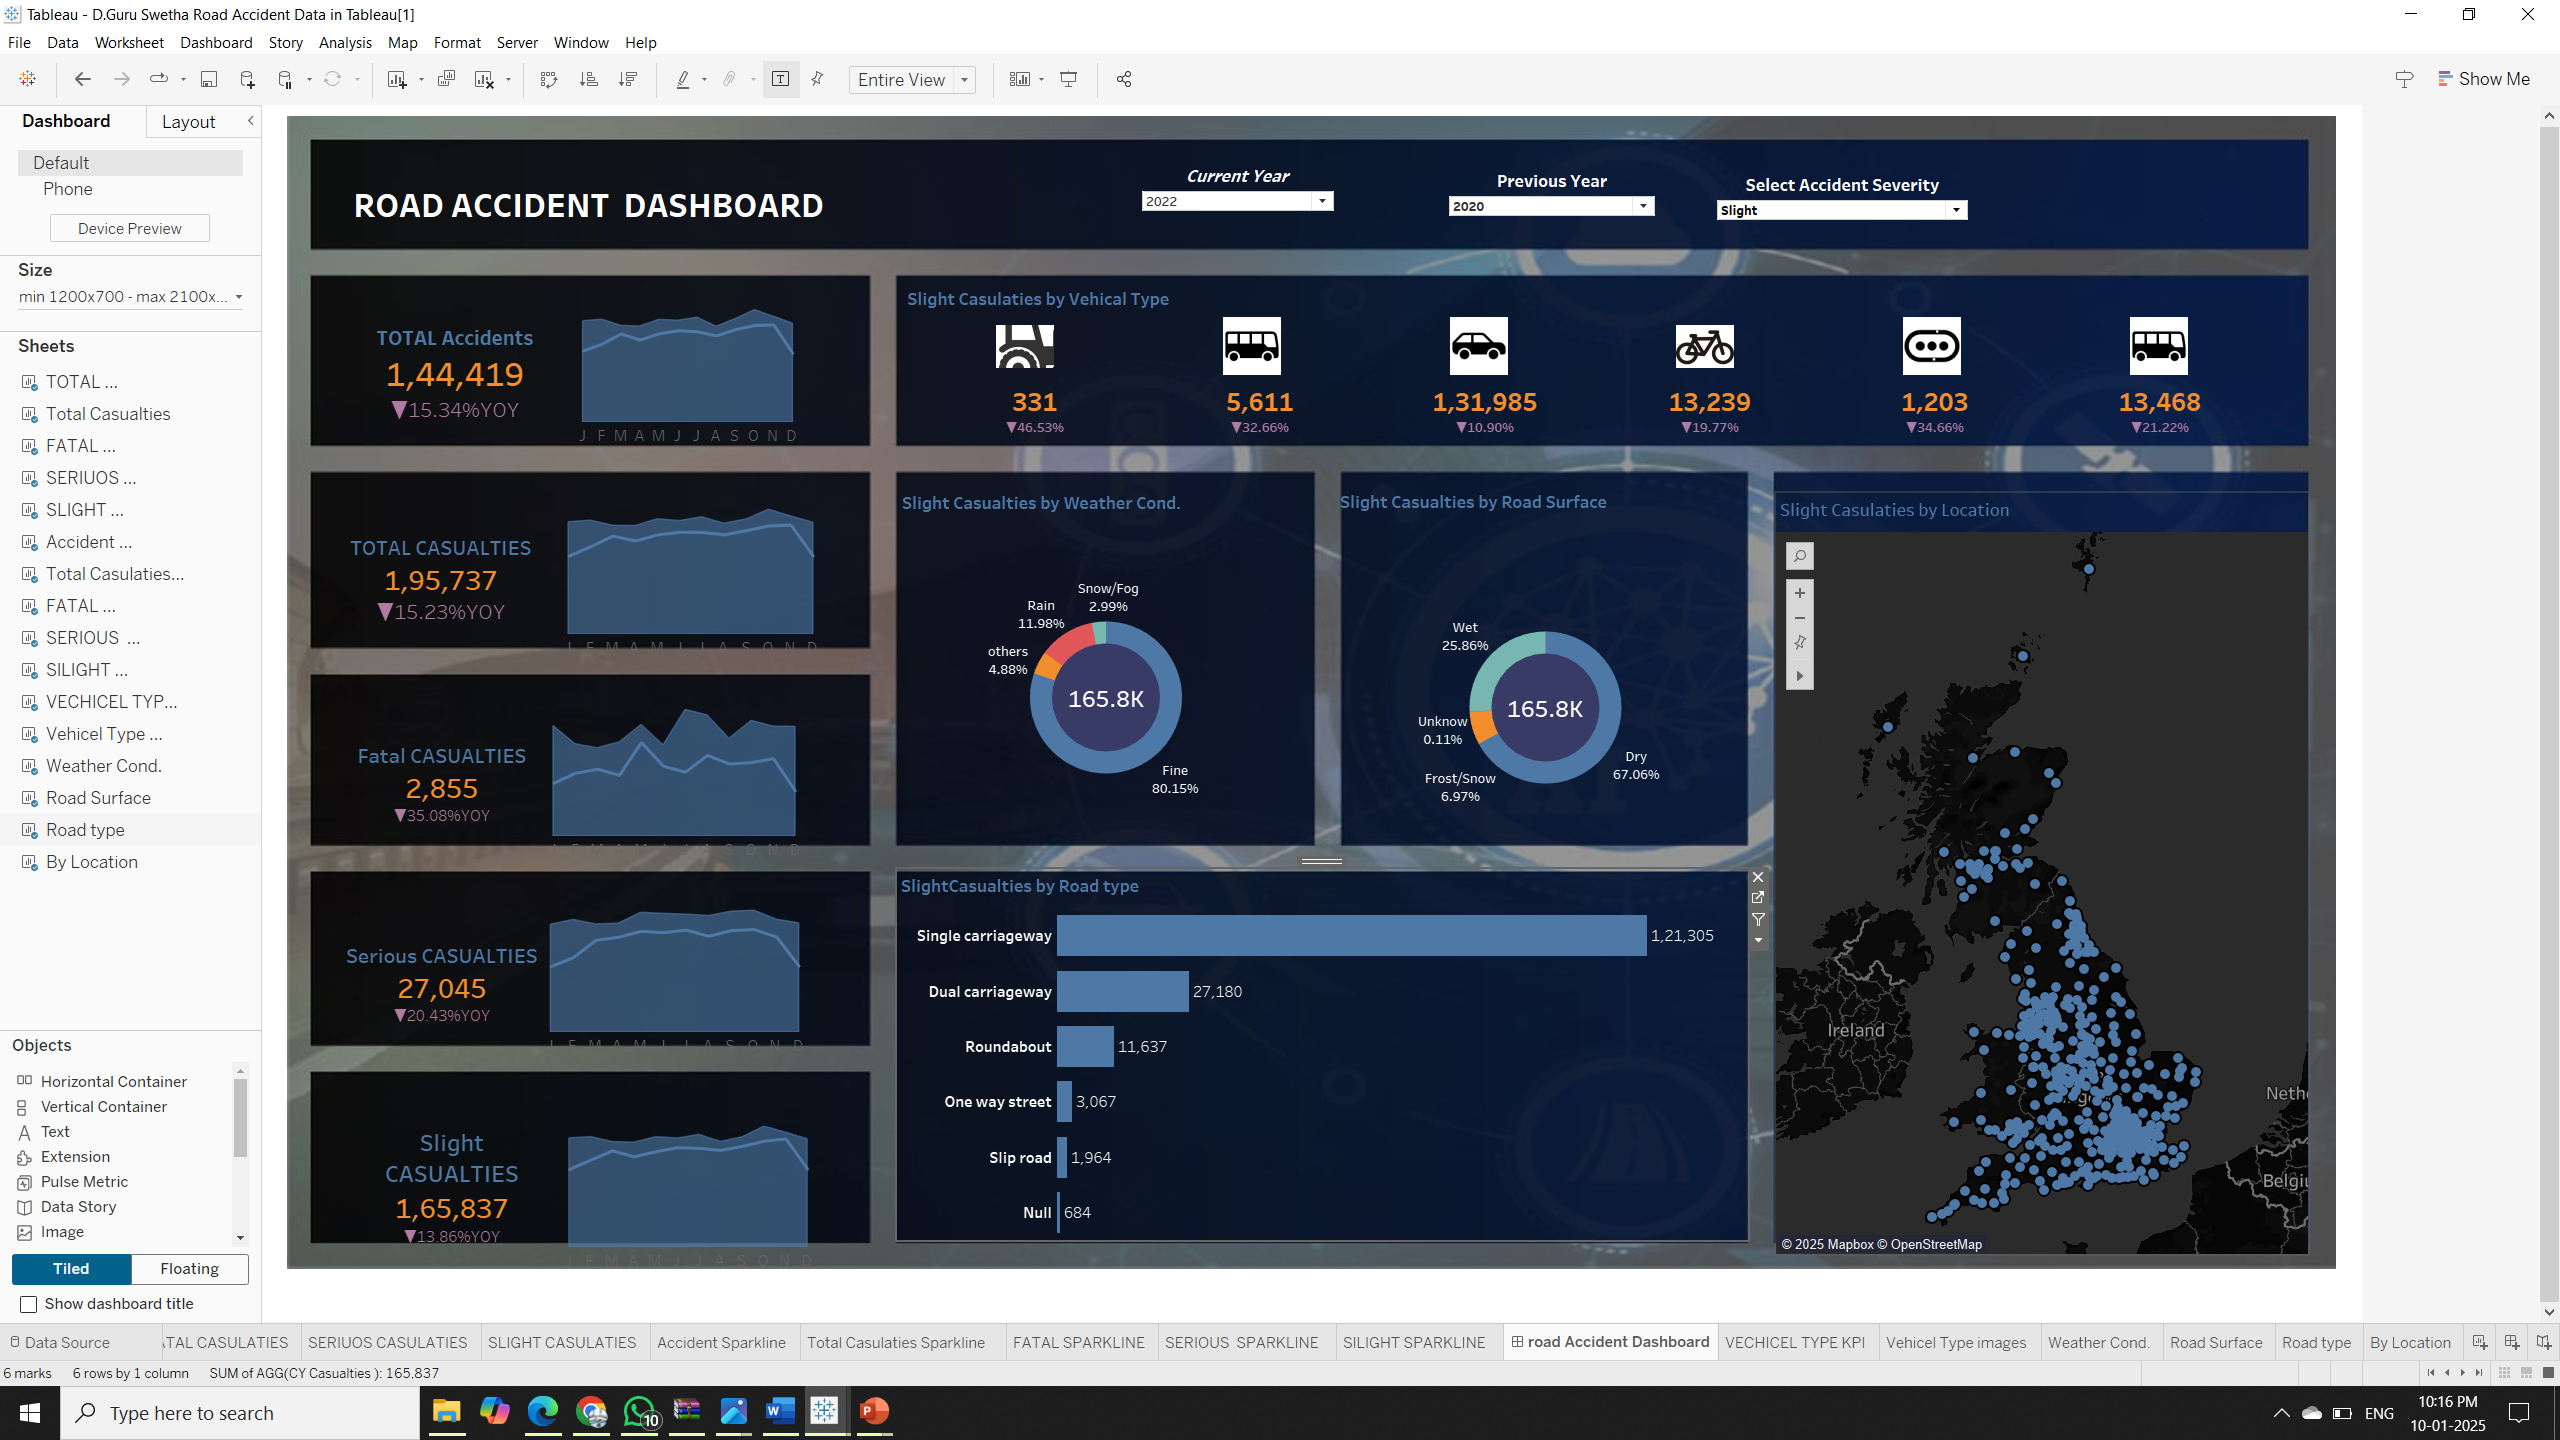 Tableau - D.Guru Swetha Road Accident Data in Tableau[1]
File Data Worksheet Dashboard Story Analysis Map Format Server Window Help
Entire View
Show Me
Dashboard Layout
Default
Phone
Device Preview
Size
min 1200x700 - max 2100x...
Sheets
TOTAL ...
Total Casualties
FATAL ...
SERIUOS ...
SLIGHT ...
Accident ...
Total Casulaties...
FATAL ...
SERIOUS ...
SILIGHT ...
VECHICEL TYP...
Vehicel Type ...
Weather Cond.
Road Surface
Road type
By Location
Objects
Horizontal Container
Vertical Container
Text
Extension
Pulse Metric
Data Story
Image
Tiled Floating
Show dashboard title
ROAD ACCIDENT DASHBOARD
Current Year
2022
Previous Year
2020
Select Accident Severity
Slight
TOTAL Accidents
1,44,419
▼15.34%YOY
J F M A M J J A S O N D
TOTAL CASUALTIES
1,95,737
▼15.23%YOY
J F M A M J J A S O N D
Fatal CASUALTIES
2,855
▼35.08%YOY
J F M A M J J A S O N D
Serious CASUALTIES
27,045
▼20.43%YOY
J F M A M J J A S O N D
Slight
CASUALTIES
1,65,837
▼13.86%YOY
J F M A M J J A S O N D
Slight Casulaties by Vehical Type
331 5,611 1,31,985 13,239 1,203 13,468
▼46.53% ▼32.66% ▼10.90% ▼19.77% ▼34.66% ▼21.22%
Slight Casualties by Weather Cond.
Snow/Fog
2.99%
Rain
11.98%
others
4.88%
165.8K
Fine
80.15%
Slight Casualties by Road Surface
Wet
25.86%
165.8K
Unknow
0.11%
Dry
67.06%
Frost/Snow
6.97%
SlightCasualties by Road type
Single carriageway 1,21,305
Dual carriageway 27,180
Roundabout 11,637
One way street 3,067
Slip road 1,964
Null 684
Slight Casulaties by Location
Ireland
Neth
Belgiu
© 2025 Mapbox © OpenStreetMap
Data Source ATAL CASULATIES SERIUOS CASULATIES SLIGHT CASULATIES Accident Sparkline Total Casulaties Sparkline FATAL SPARKLINE SERIOUS SPARKLINE SILIGHT SPARKLINE road Accident Dashboard VECHICEL TYPE KPI Vehicel Type images Weather Cond. Road Surface Road type By Location
6 marks 6 rows by 1 column SUM of AGG(CY Casualties ): 165,837
Type here to search
10
ENG
10:16 PM
10-01-2025